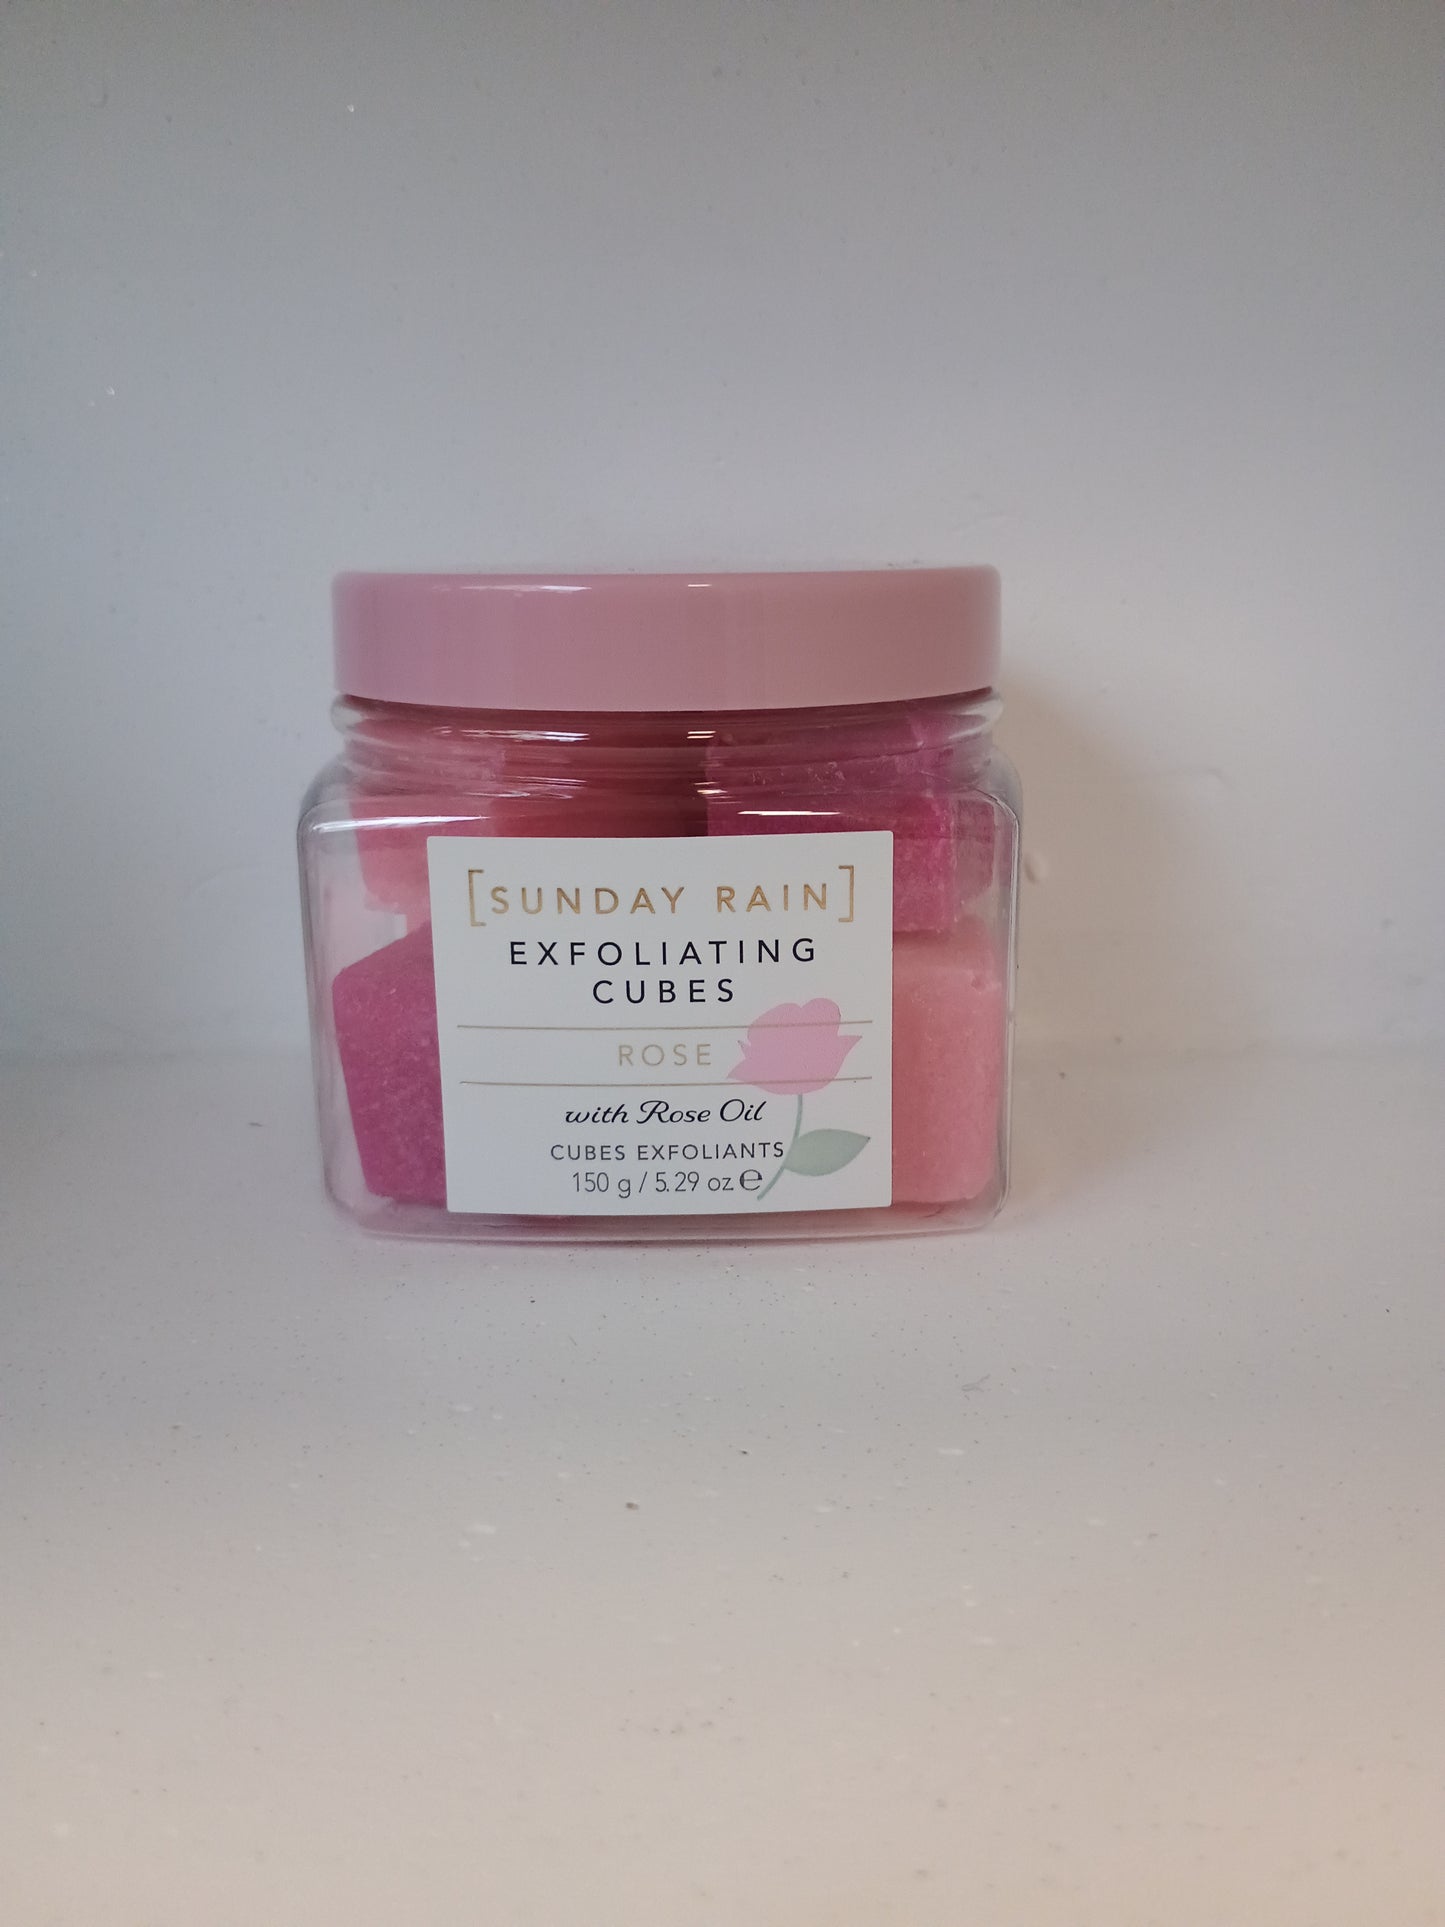 [SUNDAY RAIN]
EXFOLIATING
CUBES
ROSE
with Rose Oil
CUBES EXFOLIANTS
150 g / 5.29 oz ℮